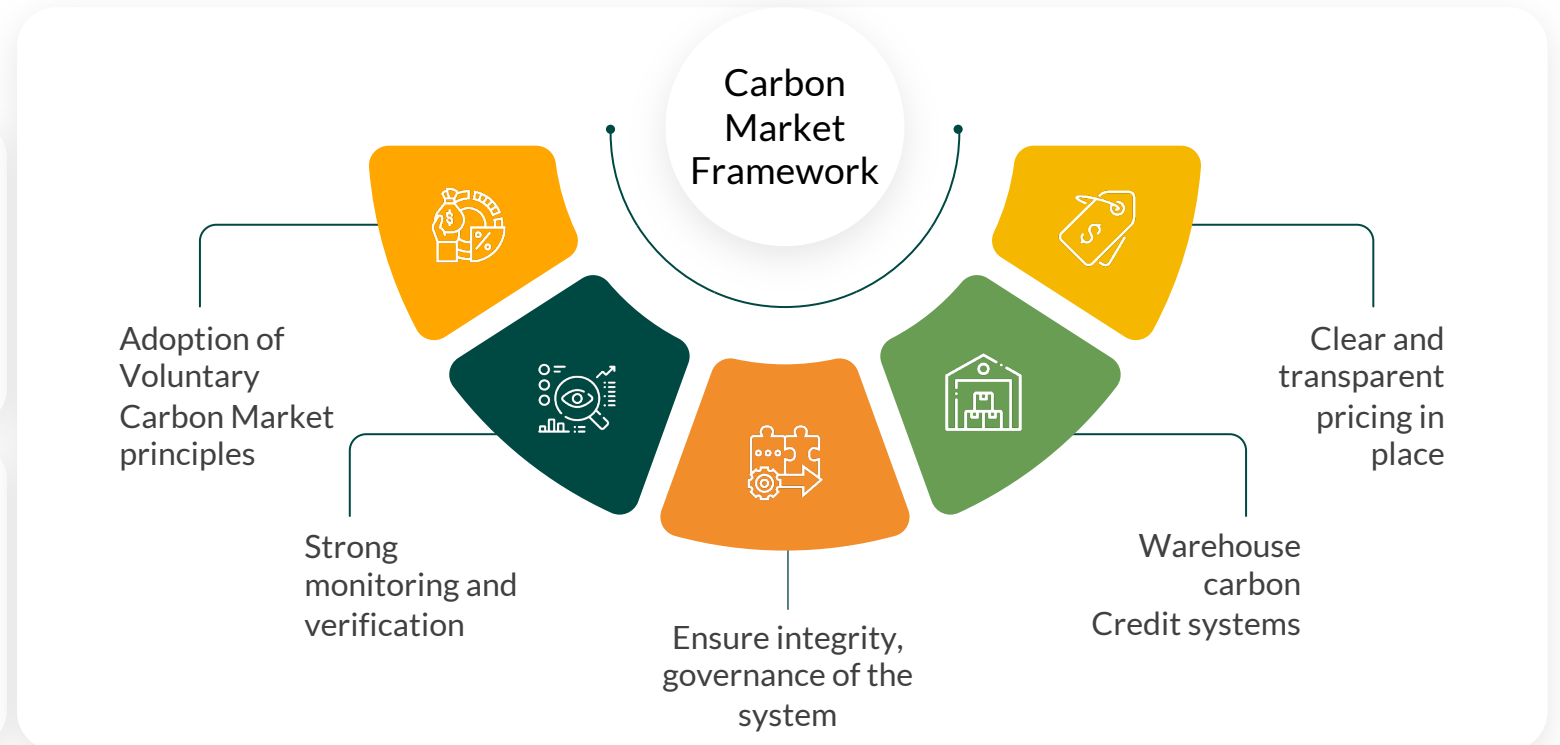 Carbon
Market
Framework
Adoption of
Voluntary
Carbon Market
principles
Strong
monitoring and
verification
Ensure integrity,
governance of the
system
Warehouse
carbon
Credit systems
Clear and
transparent
pricing in
place
$
%
$